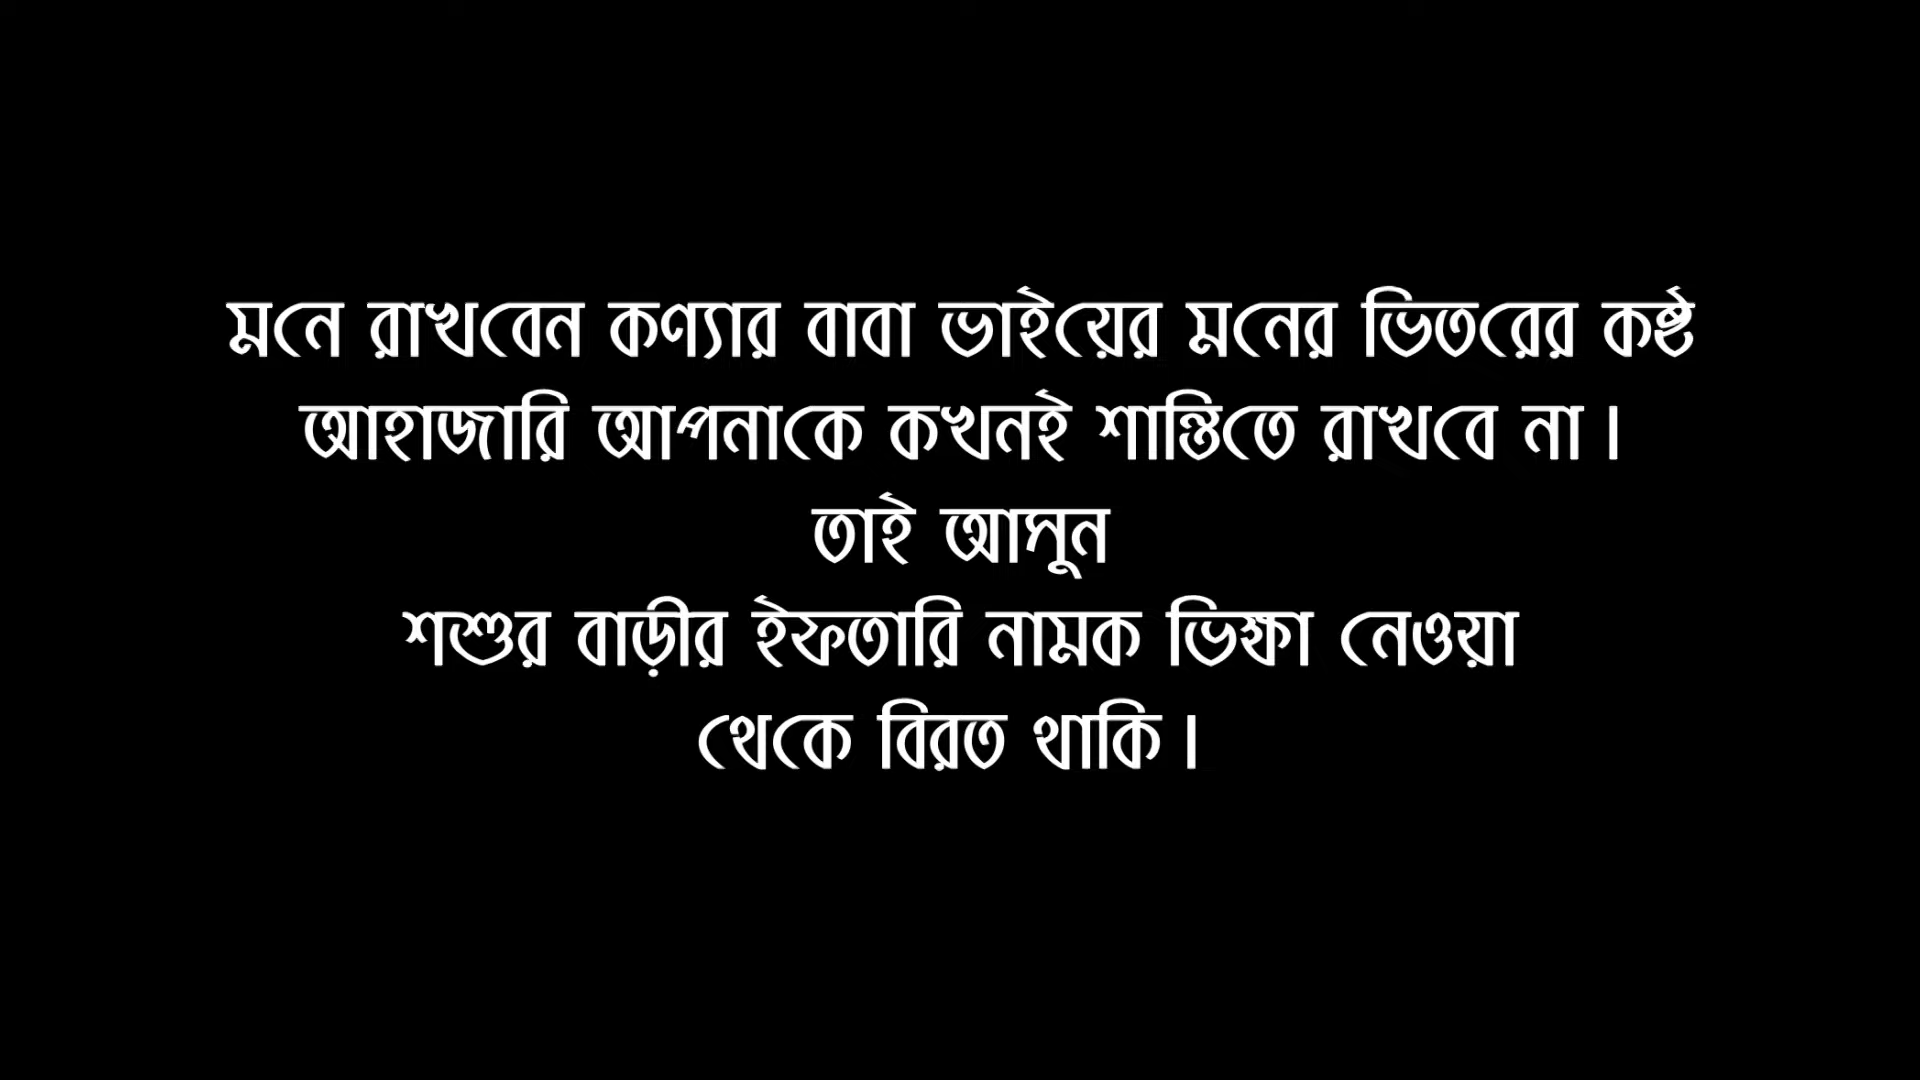 মনে রাখবেন কণ্যার বাবা ভাইয়ের মনের ভিতরের কষ্ঠ
আহাজারি আপনাকে কখনই শান্তিতে রাখবে না।
তাই আসুন
শশুর বাড়ীর ইফতারি নামক ভিক্ষা নেওয়া
থেকে বিরত থাকি।